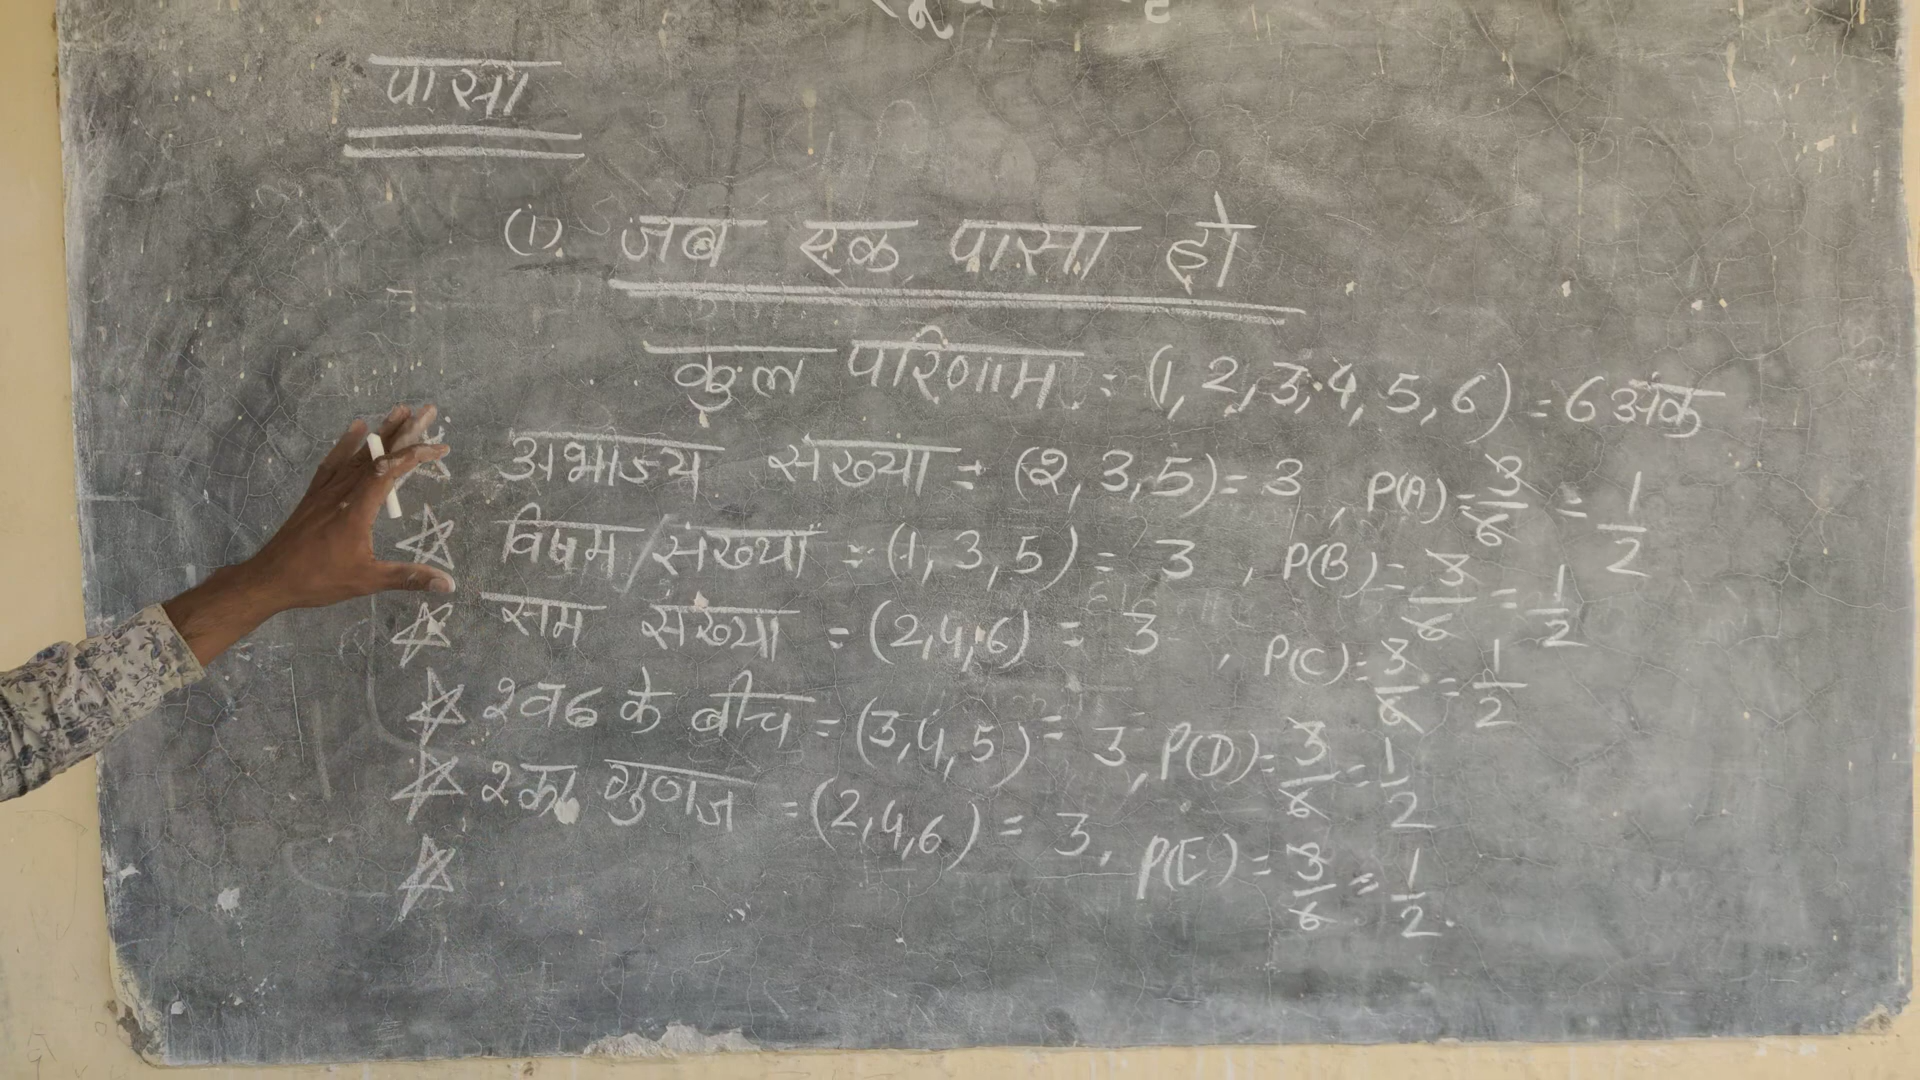 पासा
(1) जब एक पासा हो
कुल परिणाम = (1, 2, 3, 4, 5, 6) = 6 अंक
अभाज्य संख्या = (2, 3, 5) = 3 , P(A) = 3/6 = 1/2
विषम/संख्या = (1, 3, 5) = 3 , P(B) = 3/6 = 1/2
सम संख्या = (2,4,6) = 3 , P(C) = 3/6 = 1/2
२ व 6 के बीच = (3,4,5) = 3, P(D) = 3/6 = 1/2
२ का गुणज = (2,4,6) = 3, P(E) = 3/6 = 1/2.